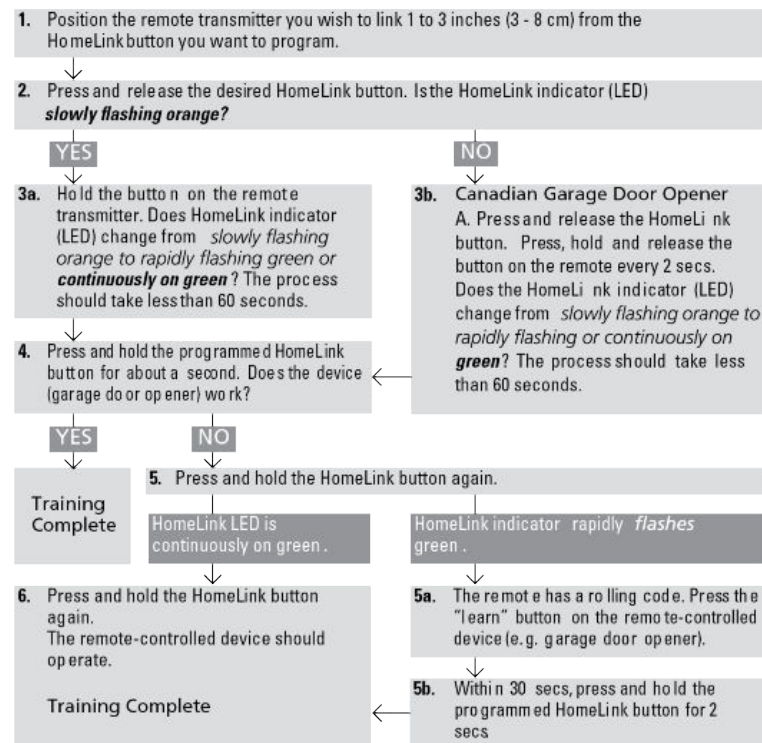 1. Position the remote transmitter you wish to link 1 to 3 inches (3 - 8 cm) from the
HomeLink button you want to program.
2. Press and release the desired HomeLink button. Is the HomeLink indicator (LED)
slowly flashing orange?
YES
NO
3a. Hold the button on the remote
transmitter. Does HomeLink indicator
(LED) change from slowly flashing
orange to rapidly flashing green or
continuously on green? The process
should take less than 60 seconds.
3b. Canadian Garage Door Opener
A. Press and release the HomeLink
button. Press, hold and release the
button on the remote every 2 secs.
Does the HomeLink indicator (LED)
change from slowly flashing orange to
rapidly flashing or continuously on
green? The process should take less
than 60 seconds.
4. Press and hold the programmed HomeLink
button for about a second. Does the device
(garage door opener) work?
YES
NO
Training
Complete
5. Press and hold the HomeLink button again.
HomeLink LED is
continuously on green.
HomeLink indicator rapidly flashes
green.
6. Press and hold the HomeLink button
again.
The remote-controlled device should
operate.
Training Complete
5a. The remote has a rolling code. Press the
"learn" button on the remote-controlled
device (e.g. garage door opener).
5b. Within 30 secs, press and hold the
programmed HomeLink button for 2
secs